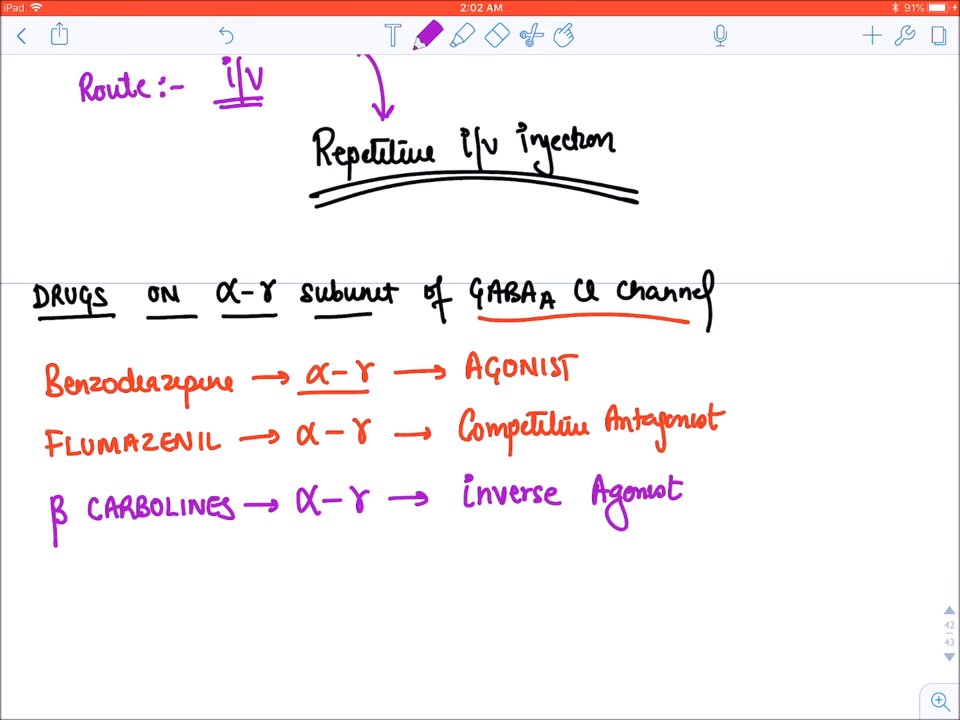 iPad 2:02 AM 91%
T
Route:- i/v
Repetitive i/v injection
DRUGS ON α-γ subunit of GABAA Cl channel
Benzodiazepine → α-γ → AGONIST
FLUMAZENIL → α-γ → Competitive Antagonist
β CARBOLINES → α-γ → inverse Agonist
42
43